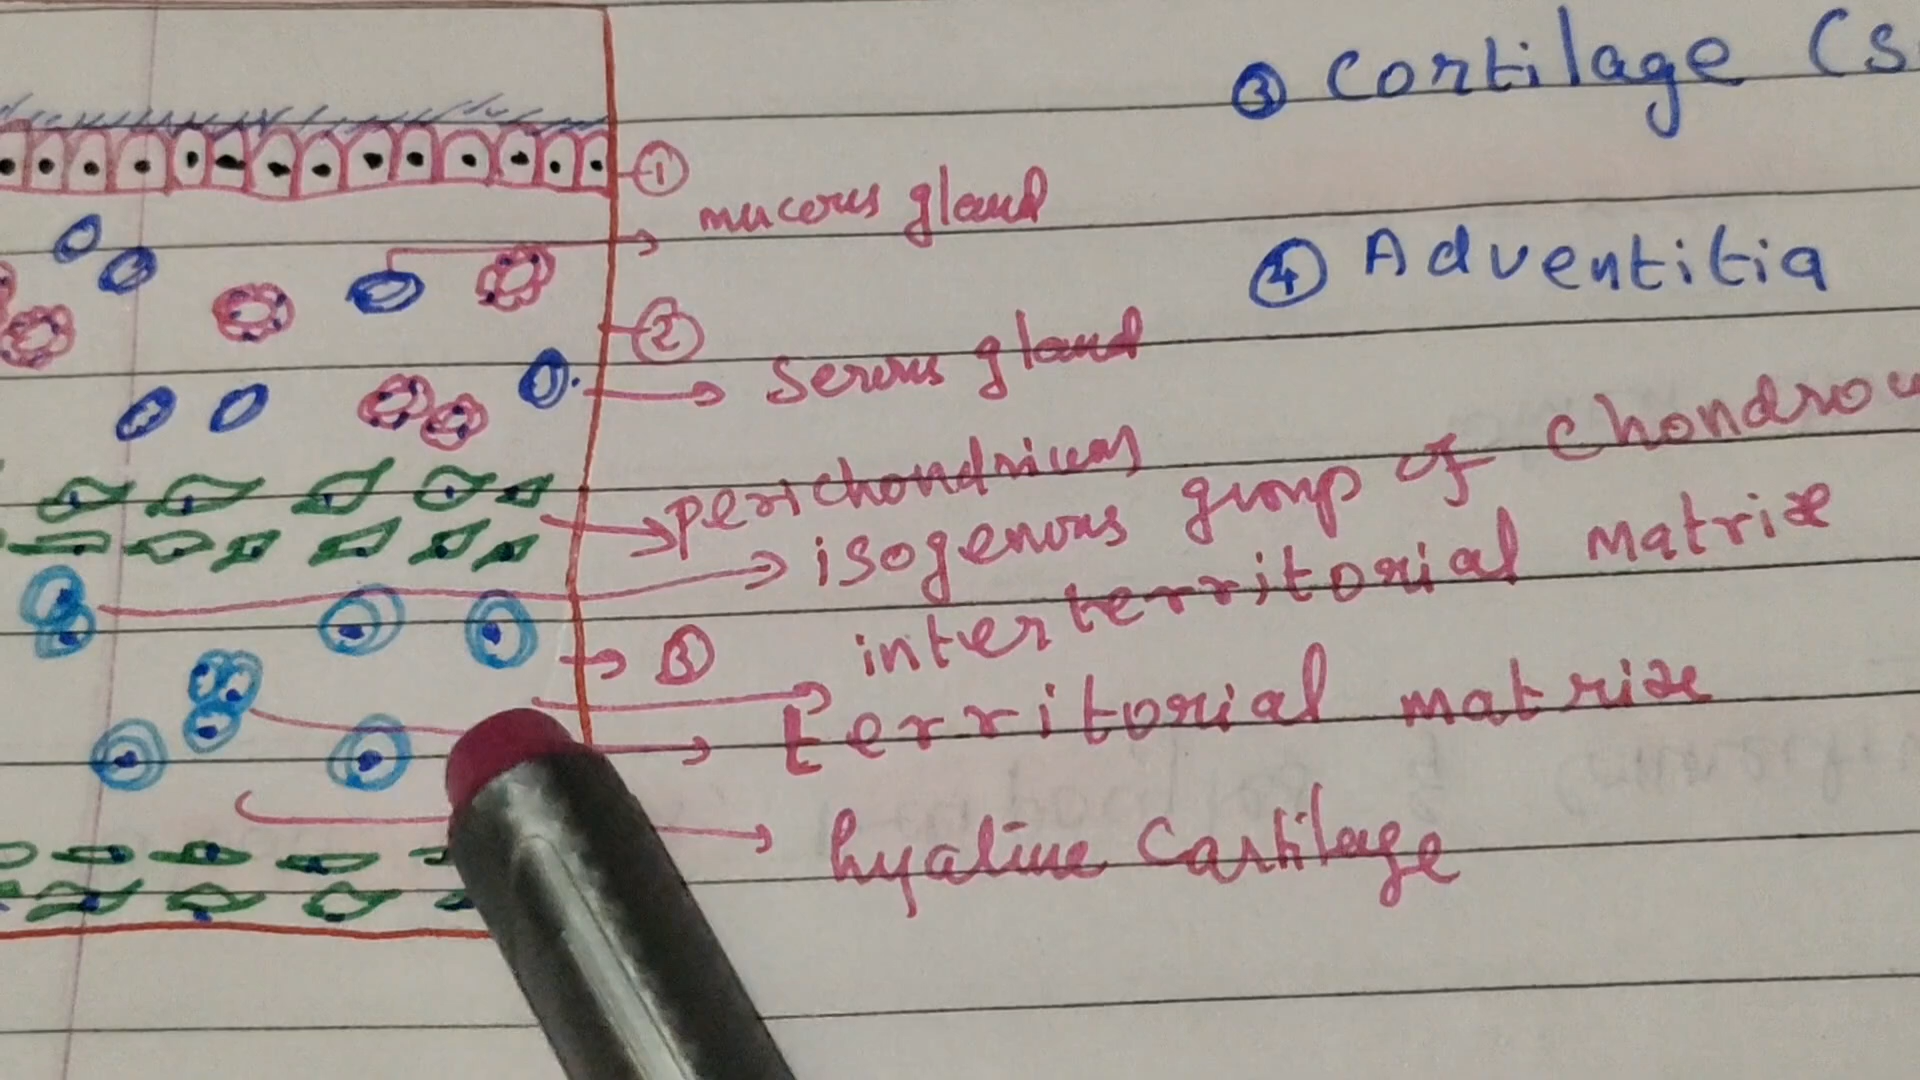 ③ Cortilage (S
①
mucous gland
④ Adventitia
②
Serous gland
perichondrium
isogenous group of chondro
interterritorial matrix
③
territorial matrix
hyaline Cartilage